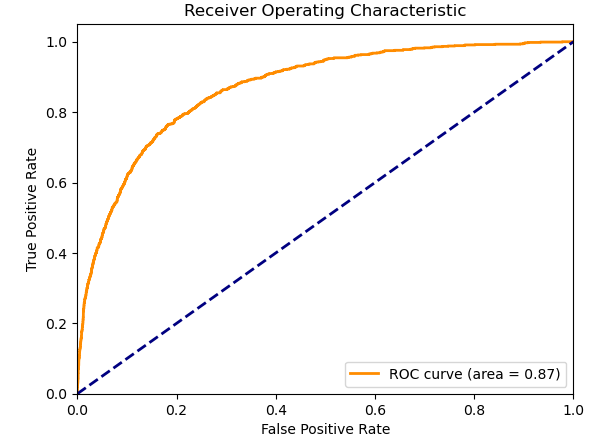 Receiver Operating Characteristic
True Positive Rate
1.0
0.8
0.6
0.4
0.2
0.0
ROC curve (area = 0.87)
0.0 0.2 0.4 0.6 0.8 1.0
False Positive Rate